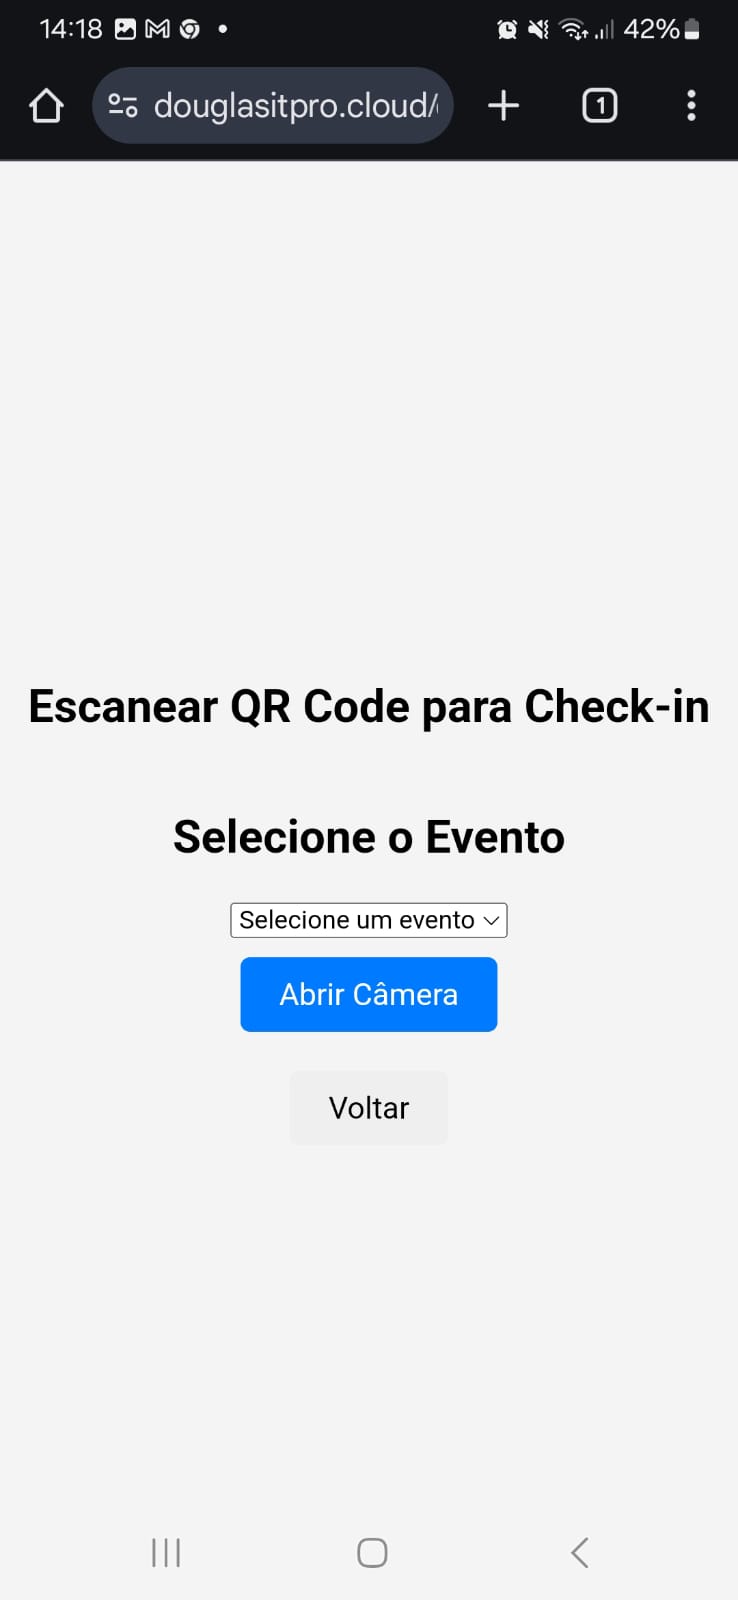 14:18
42%
douglasitpro.cloud/
1
Escanear QR Code para Check-in
Selecione o Evento
Selecione um evento
Abrir Câmera
Voltar